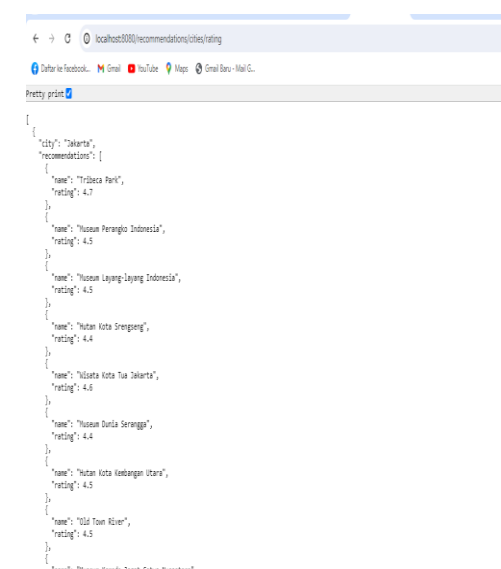 localhost:8080/recommendations/cities/rating
Daftar ke Facebook... Gmail YouTube Maps Gmail Baru - Mail G...
Pretty print
[
{
"city": "Jakarta",
"recommendations": [
{
"name": "Tribeca Park",
"rating": 4.7
},
{
"name": "Museum Perangko Indonesia",
"rating": 4.5
},
{
"name": "Museum Layang-layang Indonesia",
"rating": 4.5
},
{
"name": "Hutan Kota Srengseng",
"rating": 4.4
},
{
"name": "Wisata Kota Tua Jakarta",
"rating": 4.6
},
{
"name": "Museum Dunia Serangga",
"rating": 4.4
},
{
"name": "Hutan Kota Kembangan Utara",
"rating": 4.5
},
{
"name": "Old Town River",
"rating": 4.5
},
{